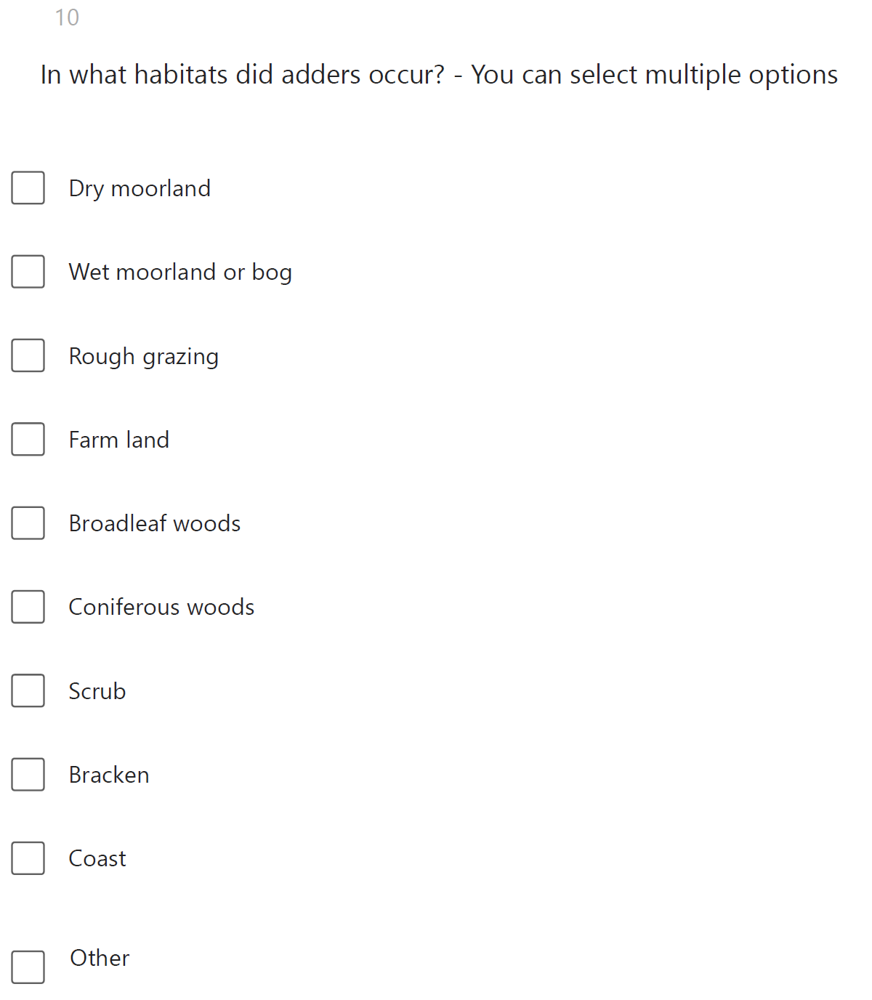 10
In what habitats did adders occur? - You can select multiple options
Dry moorland
Wet moorland or bog
Rough grazing
Farm land
Broadleaf woods
Coniferous woods
Scrub
Bracken
Coast
Other